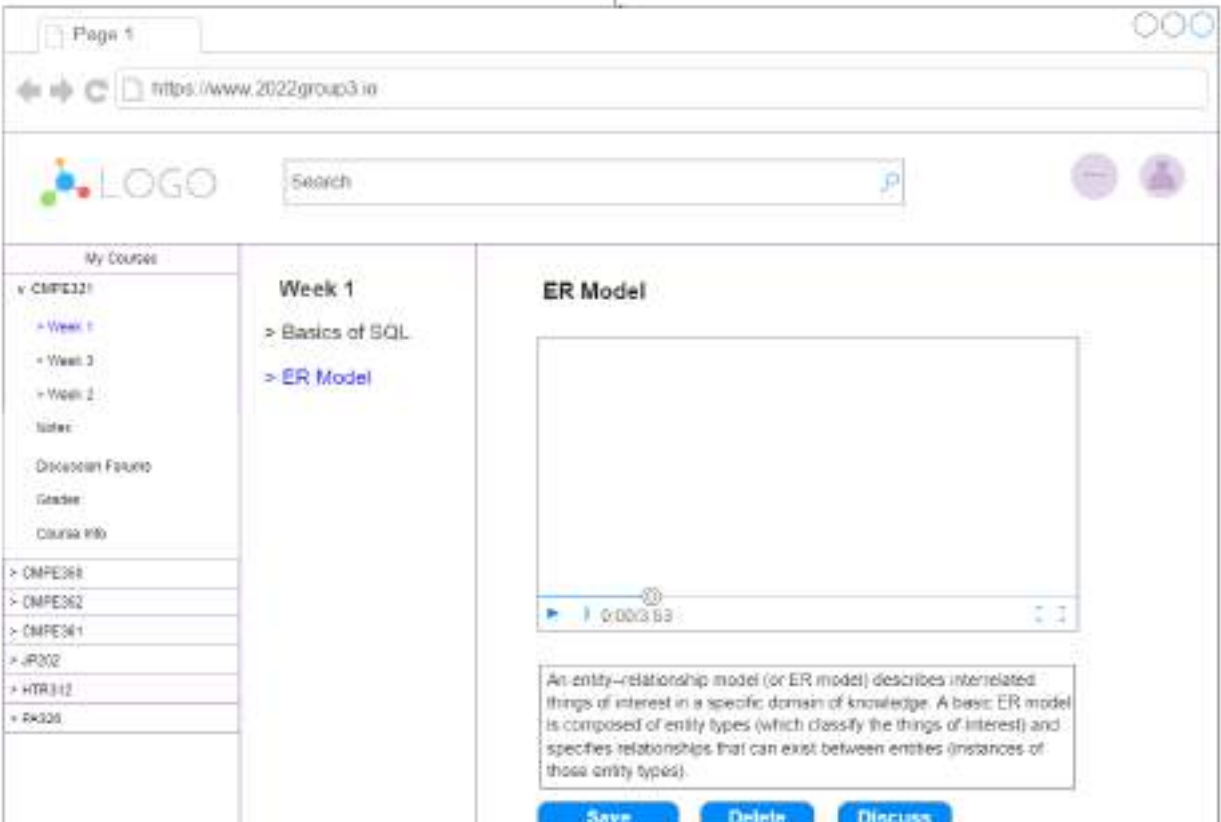 Page 1
https://www.2022group3.io
LOGO
Search
My Courses
v CMPE321
> Week 1
> Week 3
> Week 2
Notes
Discussion Forums
Grades
Course Info
> CMPE362
> CMPE361
> JP202
> HTR312
Week 1
> Basics of SQL
> ER Model
ER Model
0:00/3:53
An entity–relationship model (or ER model) describes interrelated
things of interest in a specific domain of knowledge. A basic ER model
is composed of entity types (which classify the things of interest) and
specifies relationships that can exist between entities (instances of
those entity types).
Save
Delete
Discuss